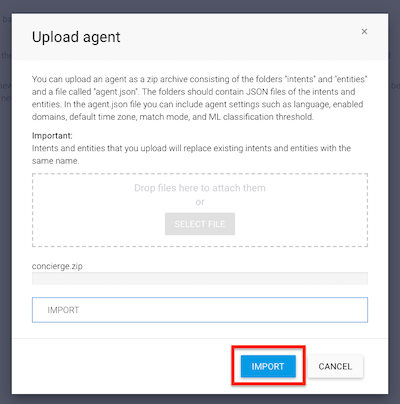 Upload agent
×
You can upload an agent as a zip archive consisting of the folders "intents" and "entities"
and a file called "agent.json". The folders should contain JSON files of the intents and
entities. In the agent.json file you can include agent settings such as language, enabled
domains, default time zone, match mode, and ML classification threshold.
Important:
Intents and entities that you upload will replace existing intents and entities with the
same name.
Drop files here to attach them
or
SELECT FILE
concierge.zip
IMPORT
IMPORT
CANCEL